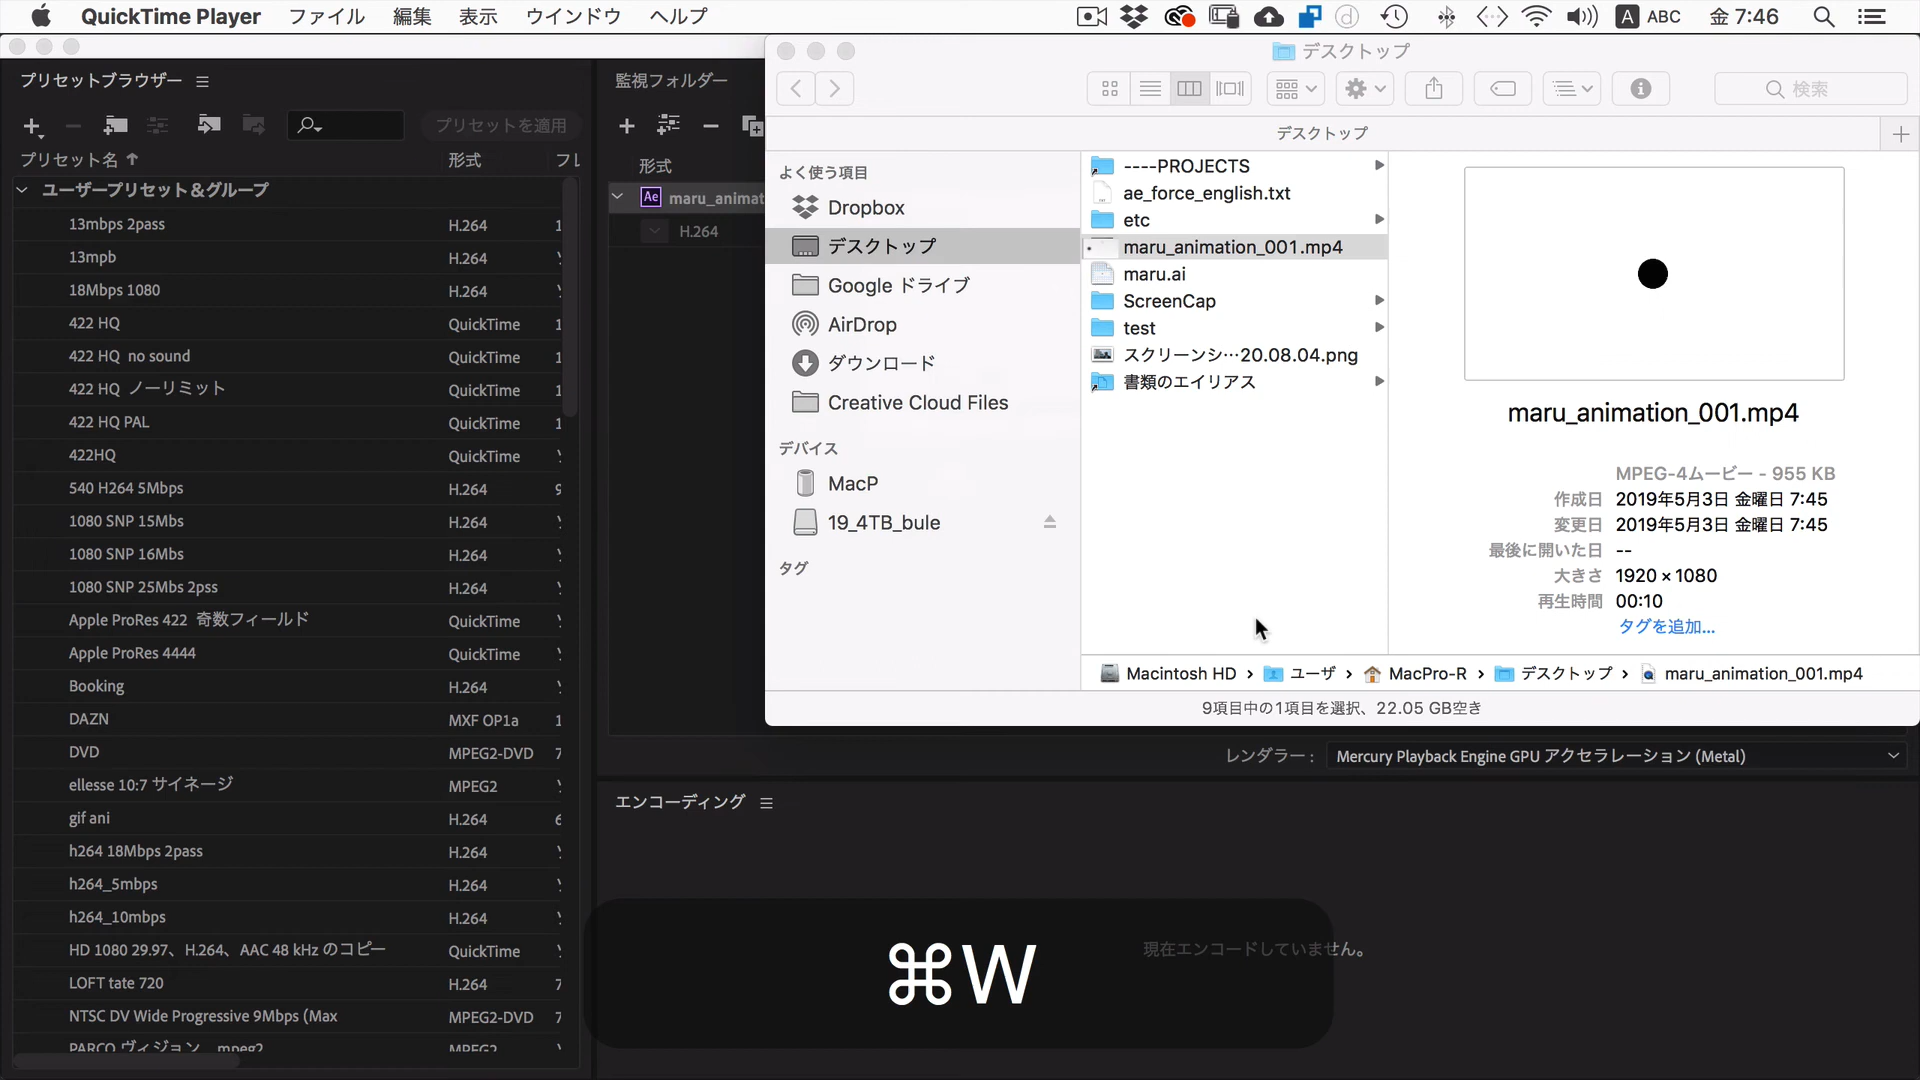 QuickTime Player ファイル 編集 表示 ウインドウ ヘルプ
A ABC 金 7:46
プリセットブラウザー
プリセットを適用
プリセット名 ↑ 形式 フレ
ユーザープリセット＆グループ
13mbps 2pass H.264
13mpb H.264
18Mbps 1080 H.264
422 HQ QuickTime
422 HQ no sound QuickTime
422 HQ ノーリミット QuickTime
422 HQ PAL QuickTime
422HQ QuickTime
540 H264 5Mbps H.264
1080 SNP 15Mbs H.264
1080 SNP 16Mbs H.264
1080 SNP 25Mbs 2pss H.264
Apple ProRes 422 奇数フィールド QuickTime
Apple ProRes 4444 QuickTime
Booking H.264
DAZN MXF OP1a
DVD MPEG2-DVD
ellesse 10:7 サイネージ MPEG2
gif ani H.264
h264 18Mbps 2pass H.264
h264_5mbps H.264
h264_10mbps H.264
HD 1080 29.97、H.264、AAC 48 kHz のコピー QuickTime
LOFT tate 720 H.264
NTSC DV Wide Progressive 9Mbps (Max MPEG2-DVD
PARCO ヴィジョン mpeg2 MPEG2
監視フォルダー
形式
Ae maru_animat
H.264
デスクトップ
検索
デスクトップ
よく使う項目
Dropbox
デスクトップ
Google ドライブ
AirDrop
ダウンロード
Creative Cloud Files
デバイス
MacP
19_4TB_bule
タグ
----PROJECTS
ae_force_english.txt
etc
maru_animation_001.mp4
maru.ai
ScreenCap
test
スクリーンシ…20.08.04.png
書類のエイリアス
maru_animation_001.mp4
MPEG-4ムービー - 955 KB
作成日 2019年5月3日 金曜日 7:45
変更日 2019年5月3日 金曜日 7:45
最後に開いた日 --
大きさ 1920 × 1080
再生時間 00:10
タグを追加...
Macintosh HD › ユーザ › MacPro-R › デスクトップ › maru_animation_001.mp4
9項目中の1項目を選択、22.05 GB空き
レンダラー： Mercury Playback Engine GPU アクセラレーション (Metal)
エンコーディング
現在エンコードしていません。
⌘W